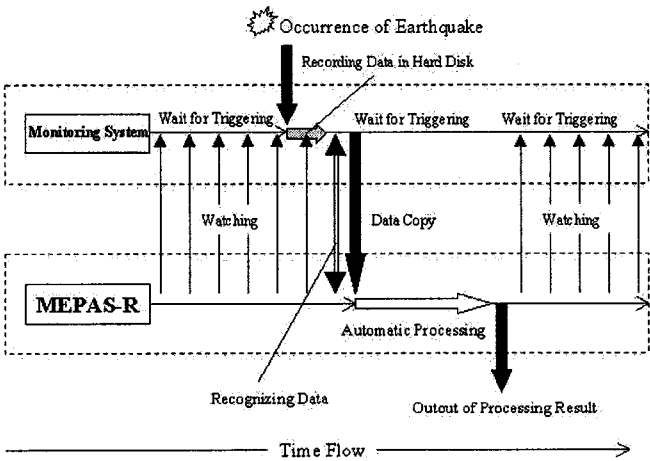 Occurrence of Earthquake
Recording Data in Hard Disk
Wait for Triggering
Wait for Triggering
Wait for Triggering
Monitoring System
Watching
Data Copy
Watching
MEPAS-R
Automatic Processing
Recognizing Data
Outout of Processing Result
Time Flow